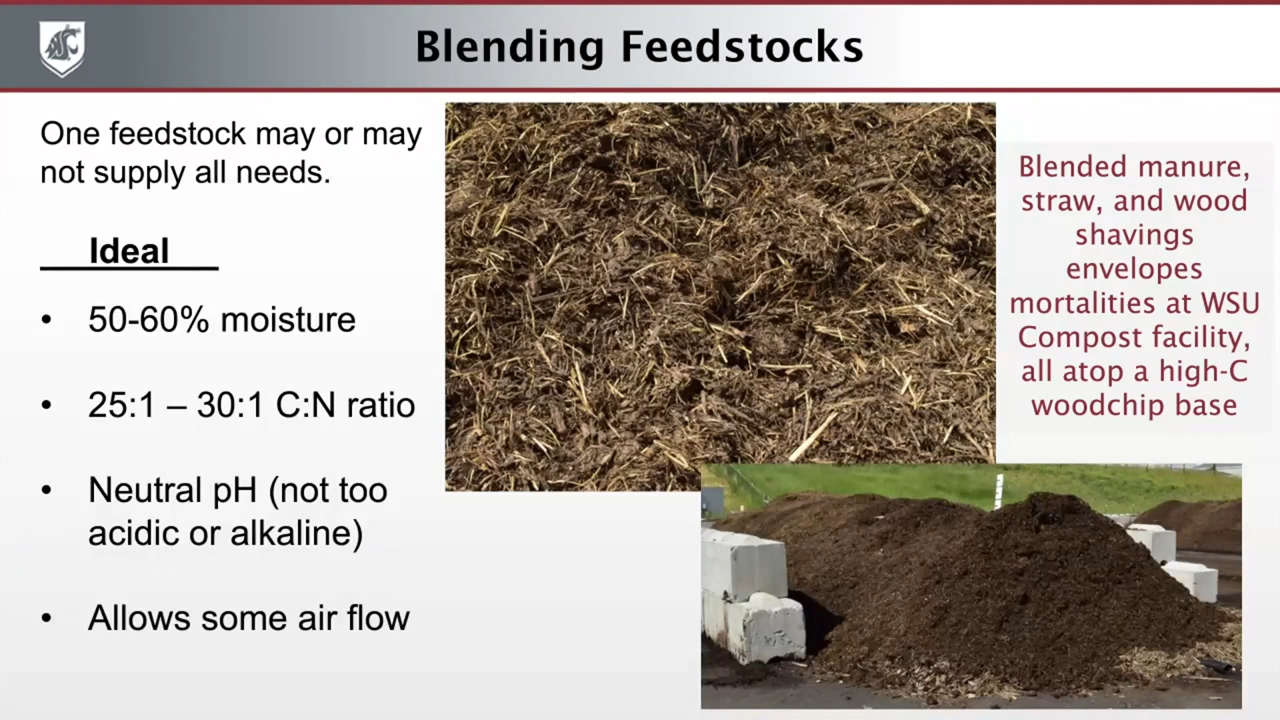 Blending Feedstocks
One feedstock may or may
not supply all needs.
Ideal
• 50-60% moisture
• 25:1 – 30:1 C:N ratio
• Neutral pH (not too
acidic or alkaline)
• Allows some air flow
Blended manure,
straw, and wood
shavings
envelopes
mortalities at WSU
Compost facility,
all atop a high-C
woodchip base